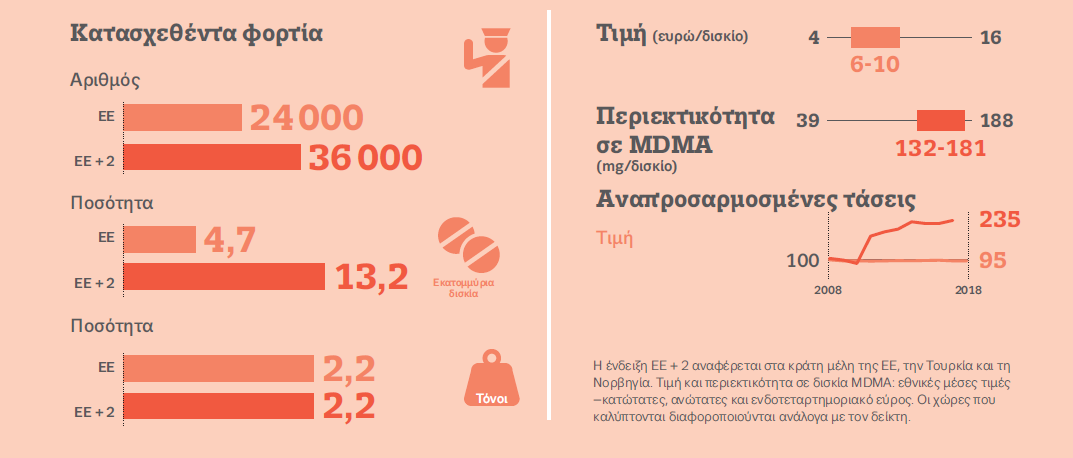 Κατασχεθέντα φορτία
Αριθμός
ΕΕ
24 000
ΕΕ + 2
36 000
Ποσότητα
ΕΕ
4,7
ΕΕ + 2
13,2
Εκατομμύρια
δισκία
Ποσότητα
ΕΕ
2,2
ΕΕ + 2
2,2
Τόνοι
Τιμή (ευρώ/δισκίο)
4
16
6-10
Περιεκτικότητα
σε MDMA
(mg/δισκίο)
39
188
132-181
Αναπροσαρμοσμένες τάσεις
Τιμή
235
100
95
2008
2018
Η ένδειξη ΕΕ + 2 αναφέρεται στα κράτη μέλη της ΕΕ, την Τουρκία και τη
Νορβηγία. Τιμή και περιεκτικότητα σε δισκία MDMA: εθνικές μέσες τιμές
–κατώτατες, ανώτατες και ενδοτεταρτημοριακό εύρος. Οι χώρες που
καλύπτονται διαφοροποιούνται ανάλογα με τον δείκτη.